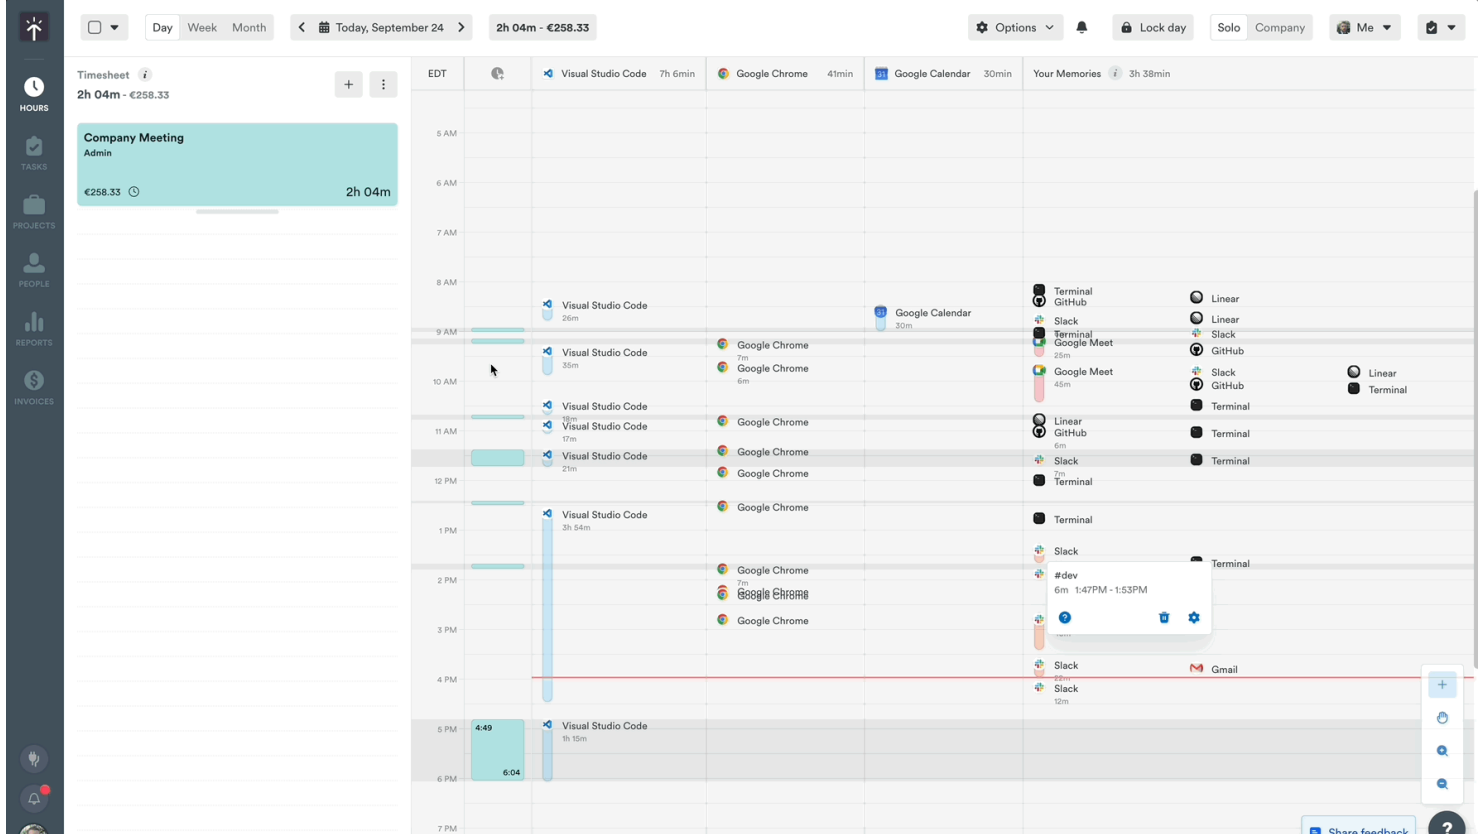 Day Week Month
Today, September 24
2h 04m - €258.33
Options
Lock day
Solo Company
Me
HOURS
TASKS
PROJECTS
PEOPLE
REPORTS
INVOICES
Timesheet
2h 04m - €258.33
Company Meeting
Admin
€258.33
2h 04m
EDT
Visual Studio Code 7h 6min
Google Chrome 41min
31 Google Calendar 30min
Your Memories 3h 38min
5 AM
6 AM
7 AM
8 AM
9 AM
10 AM
11 AM
12 PM
1 PM
2 PM
3 PM
4 PM
5 PM
6 PM
7 PM
4:49
6:04
Visual Studio Code
26m
Visual Studio Code
35m
Visual Studio Code
18m
Visual Studio Code
17m
Visual Studio Code
21m
Visual Studio Code
3h 54m
Visual Studio Code
1h 15m
Google Chrome
7m
Google Chrome
6m
Google Chrome
Google Chrome
Google Chrome
Google Chrome
Google Chrome
7m
Google Chrome
Google Chrome
Google Chrome
31
Google Calendar
30m
Terminal
GitHub
Slack
Terminal
Google Meet
25m
Google Meet
45m
Linear
GitHub
6m
Slack
7m
Terminal
Terminal
Slack
#dev
6m 1:47PM - 1:53PM
?
Slack
22m
Slack
12m
Linear
Linear
Slack
GitHub
Slack
GitHub
Terminal
Terminal
Terminal
Terminal
Gmail
Linear
Terminal
?
Share feedback